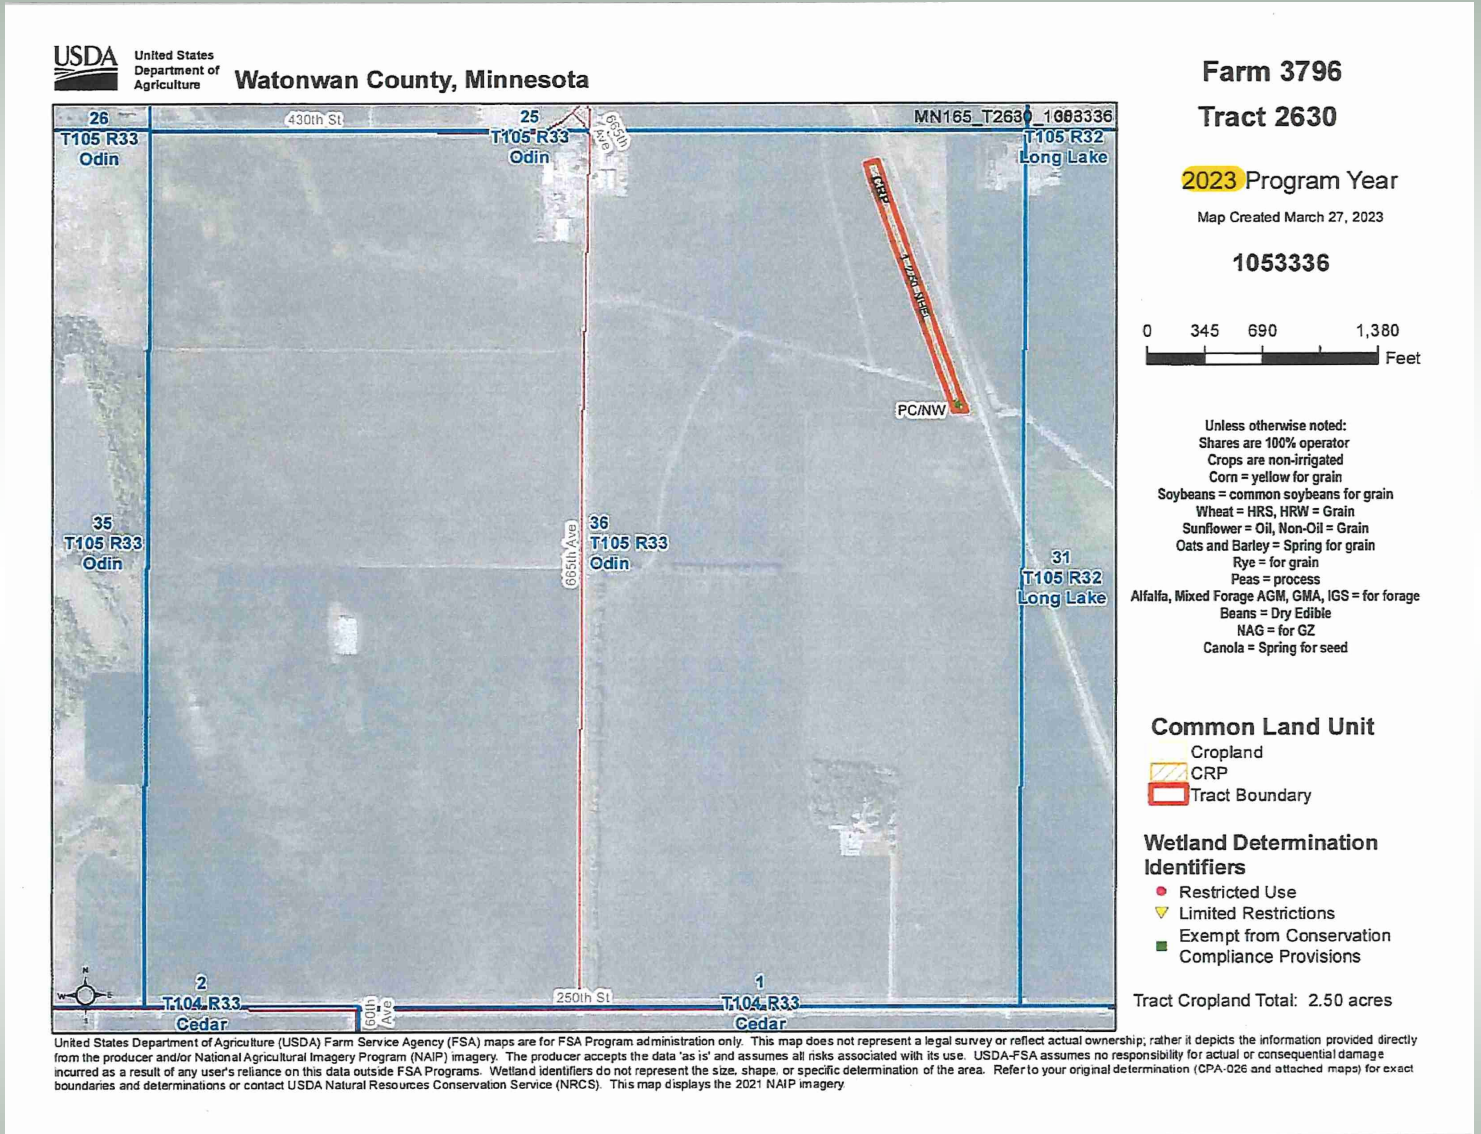 USDA
United States
Department of
Agriculture
Watonwan County, Minnesota
Farm 3796
Tract 2630
2023 Program Year
Map Created March 27, 2023
1053336
0 345 690 1,380
Feet
Unless otherwise noted:
Shares are 100% operator
Crops are non-irrigated
Corn = yellow for grain
Soybeans = common soybeans for grain
Wheat = HRS, HRW = Grain
Sunflower = Oil, Non-Oil = Grain
Oats and Barley = Spring for grain
Rye = for grain
Peas = process
Alfalfa, Mixed Forage AGM, GMA, IGS = for forage
Beans = Dry Edible
NAG = for GZ
Canola = Spring for seed
Common Land Unit
Cropland
CRP
Tract Boundary
Wetland Determination
Identifiers
Restricted Use
Limited Restrictions
Exempt from Conservation
Compliance Provisions
Tract Cropland Total: 2.50 acres
26
T105 R33
Odin
430th St
25
T105 R33
Odin
665th
Ave
MN165_T2630_1053336
T105 R32
Long Lake
CRP
NHEL
PC/NW
35
T105 R33
Odin
665th Ave
36
T105 R33
Odin
31
T105 R32
Long Lake
N
W
E
S
2
T104 R33
Cedar
60th
Ave
250th St
1
T104 R33
Cedar
United States Department of Agriculture (USDA) Farm Service Agency (FSA) maps are for FSA Program administration only. This map does not represent a legal survey or reflect actual ownership; rather it depicts the information provided directly
from the producer and/or National Agricultural Imagery Program (NAIP) imagery. The producer accepts the data 'as is' and assumes all risks associated with its use. USDA-FSA assumes no responsibility for actual or consequential damage
incurred as a result of any user's reliance on this data outside FSA Programs. Wetland identifiers do not represent the size, shape, or specific determination of the area. Refer to your original determination (CPA-026 and attached maps) for exact
boundaries and determinations or contact USDA Natural Resources Conservation Service (NRCS). This map displays the 2021 NAIP imagery